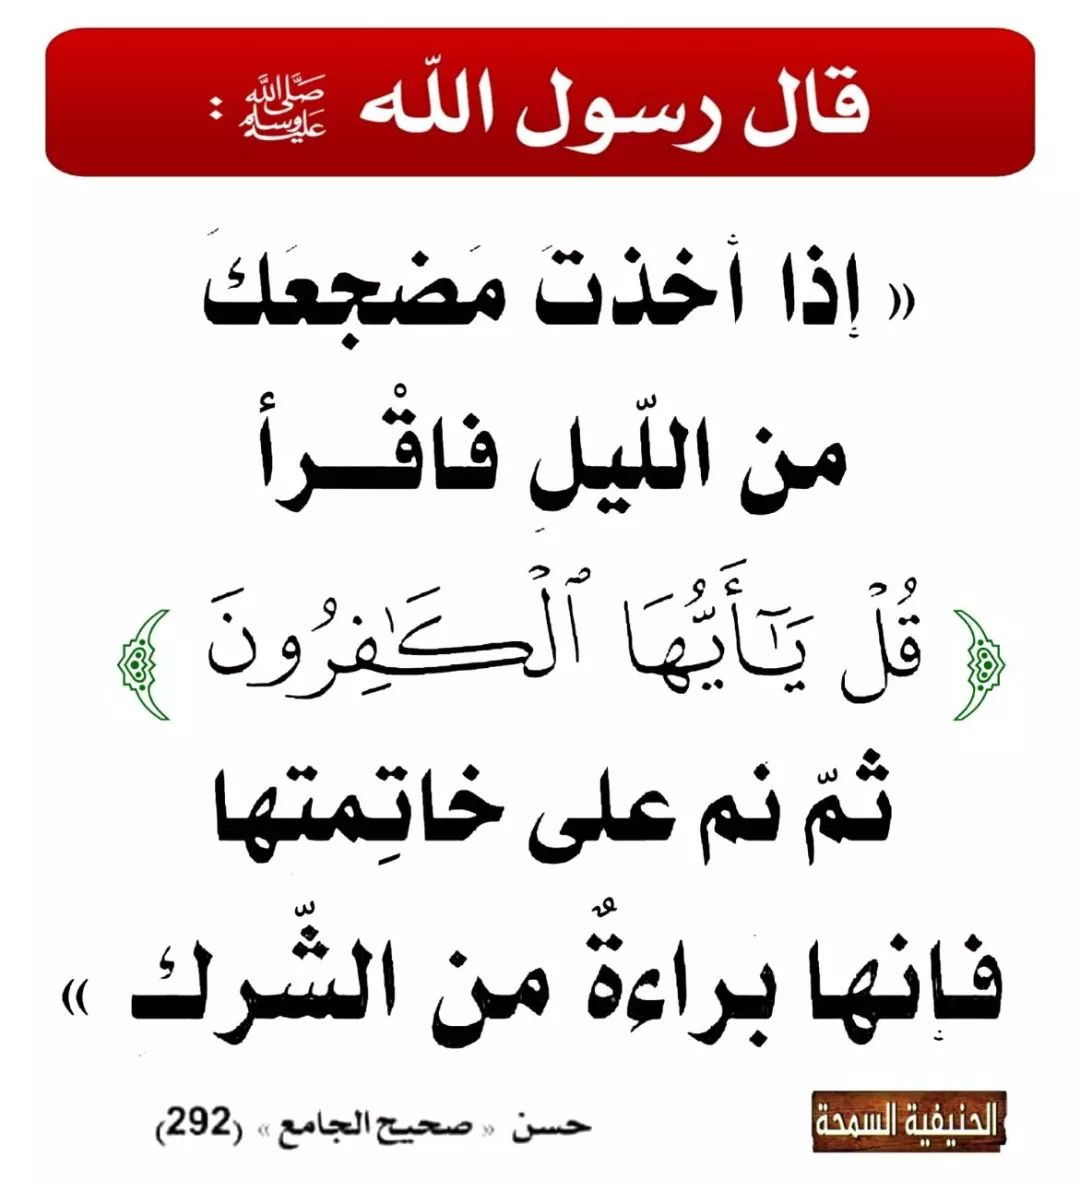 قال رسول الله ﷺ :
« إذا أخذتَ مَضجعَكَ
من اللّيلِ فاقْرأ
﴿ قُلْ يَـٰٓأَيُّهَا ٱلْكَـٰفِرُونَ ﴾
ثمّ نم على خاتِمتها
فإنها براءةٌ من الشّرك »
حسن « صحيح الجامع » (292)
الحنيفية السمحة